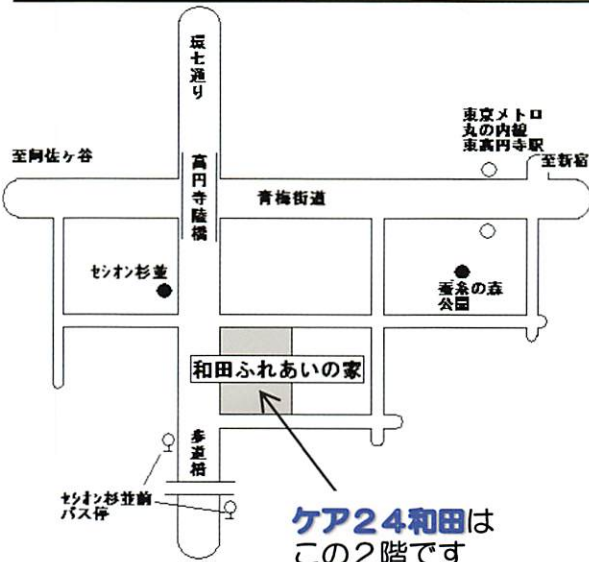 環七通り
東京メトロ
丸の内線
東高円寺駅
至阿佐ヶ谷
至新宿
高円寺陸橋
青梅街道
セシオン杉並
蚕糸の森
公園
和田ふれあいの家
歩道橋
セシオン杉並前
バス停
ケア24和田は
この2階です